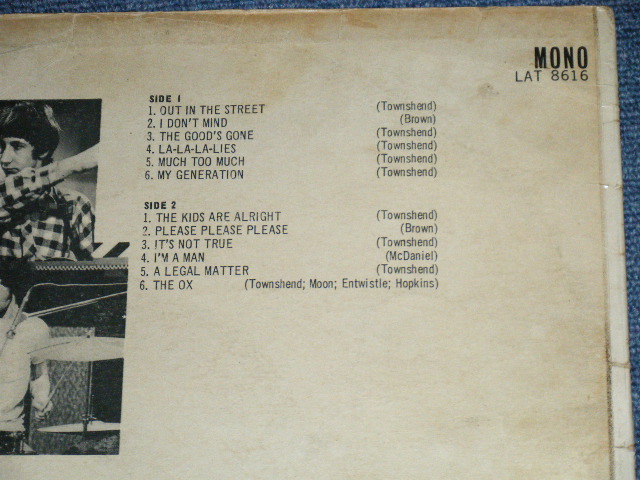 MONO
LAT 8616
SIDE 1
1. OUT IN THE STREET (Townshend)
2. I DON'T MIND (Brown)
3. THE GOOD'S GONE (Townshend)
4. LA-LA-LA-LIES (Townshend)
5. MUCH TOO MUCH (Townshend)
6. MY GENERATION (Townshend)
SIDE 2
1. THE KIDS ARE ALRIGHT (Townshend)
2. PLEASE PLEASE PLEASE (Brown)
3. IT'S NOT TRUE (Townshend)
4. I'M A MAN (McDaniel)
5. A LEGAL MATTER (Townshend)
6. THE OX (Townshend; Moon; Entwistle; Hopkins)